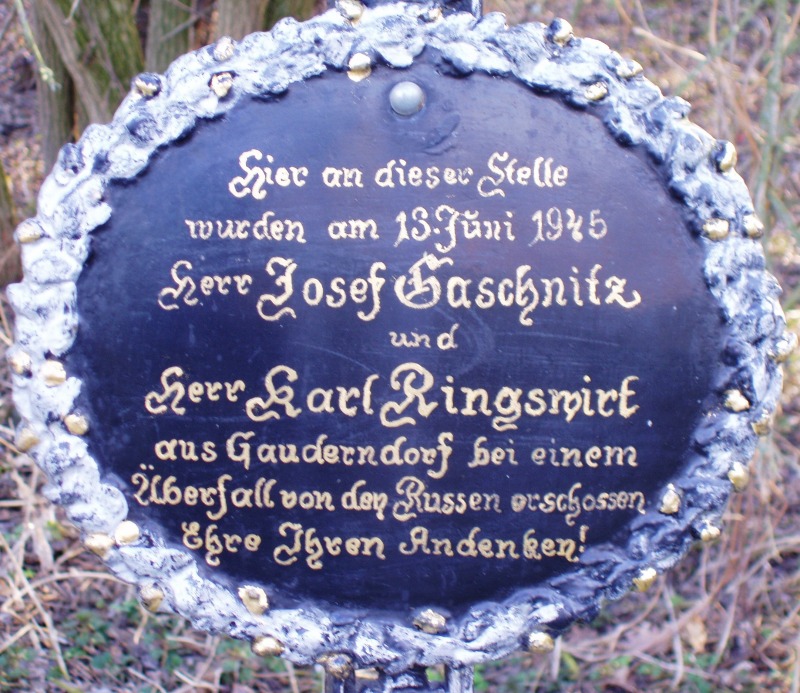 Hier an dieser Stelle
wurden am 13. Juni 1945
Herr Josef Gaschnitz
und
Herr Karl Ringswirt
aus Gauderndorf bei einem
Überfall von den Russen erschossen
Ehre Ihren Andenken!